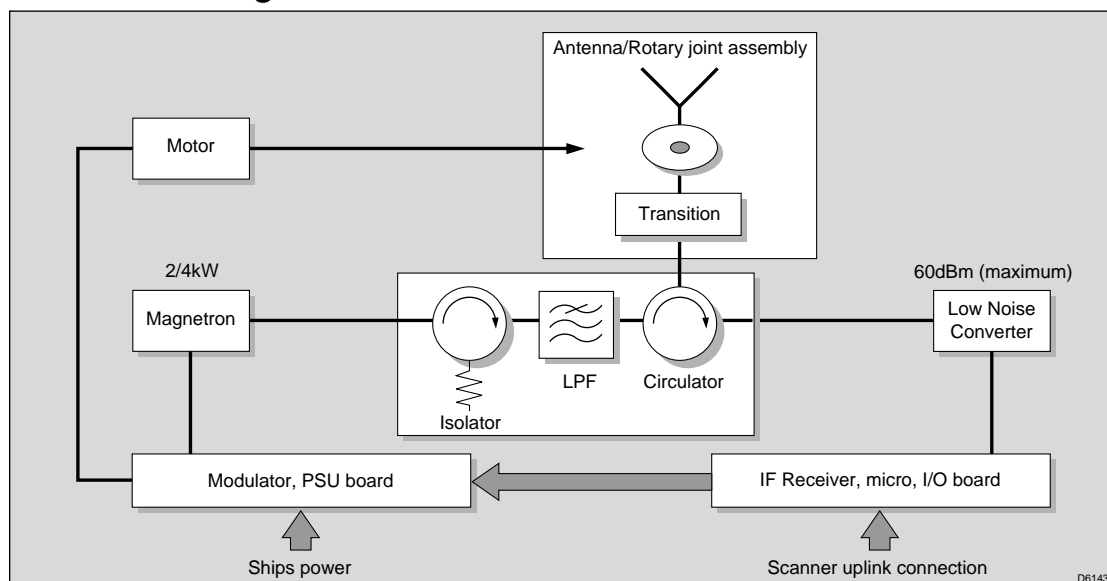 Antenna/Rotary joint assembly
Motor
Transition
2/4kW
60dBm (maximum)
Magnetron
Low Noise
Converter
LPF
Circulator
Isolator
Modulator, PSU board
IF Receiver, micro, I/O board
Ships power
Scanner uplink connection